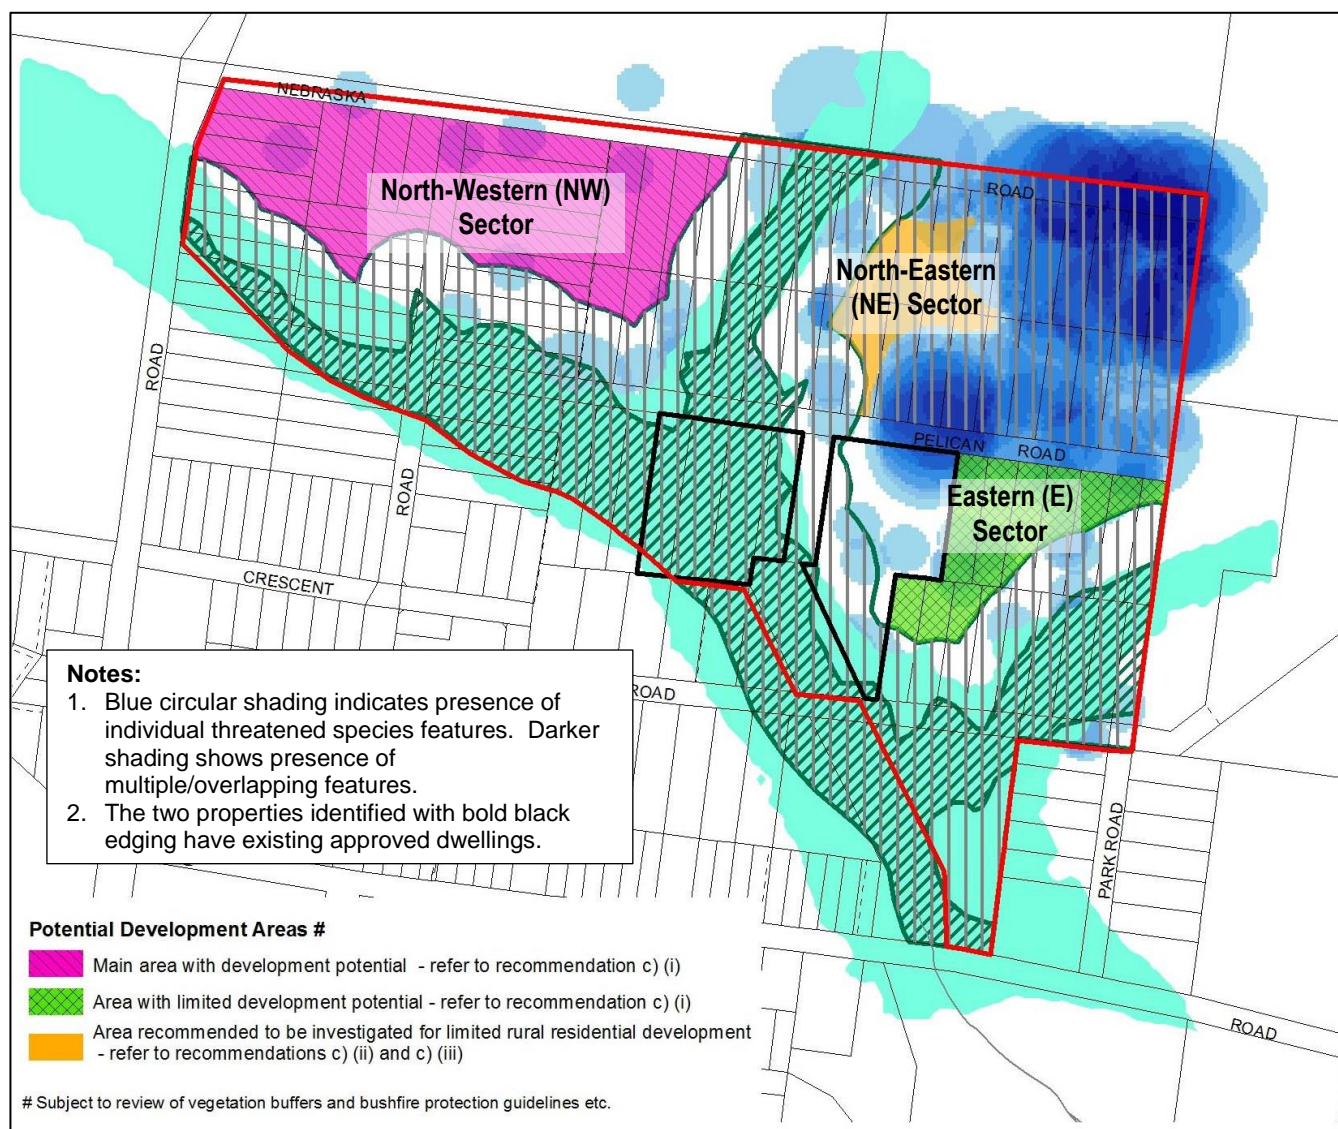 NEBRASKA
ROAD
North-Western (NW)
Sector
North-Eastern
(NE) Sector
ROAD
PELICAN ROAD
Eastern (E)
Sector
ROAD
CRESCENT
ROAD
PARK ROAD
ROAD
Notes:
1. Blue circular shading indicates presence of
individual threatened species features. Darker
shading shows presence of
multiple/overlapping features.
2. The two properties identified with bold black
edging have existing approved dwellings.
Potential Development Areas #
Main area with development potential - refer to recommendation c) (i)
Area with limited development potential - refer to recommendation c) (i)
Area recommended to be investigated for limited rural residential development
- refer to recommendations c) (ii) and c) (iii)
# Subject to review of vegetation buffers and bushfire protection guidelines etc.